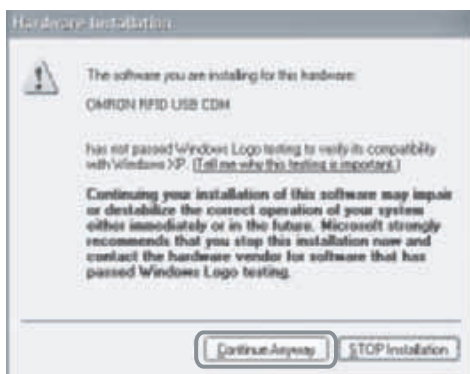 Hardware Installation
The software you are installing for this hardware:
OMRON RFID USB COM
has not passed Windows Logo testing to verify its compatibility
with Windows XP. (Tell me why this testing is important.)
Continuing your installation of this software may impair
or destabilize the correct operation of your system
either immediately or in the future. Microsoft strongly
recommends that you stop this installation now and
contact the hardware vendor for software that has
passed Windows Logo testing.
Continue Anyway
STOP Installation